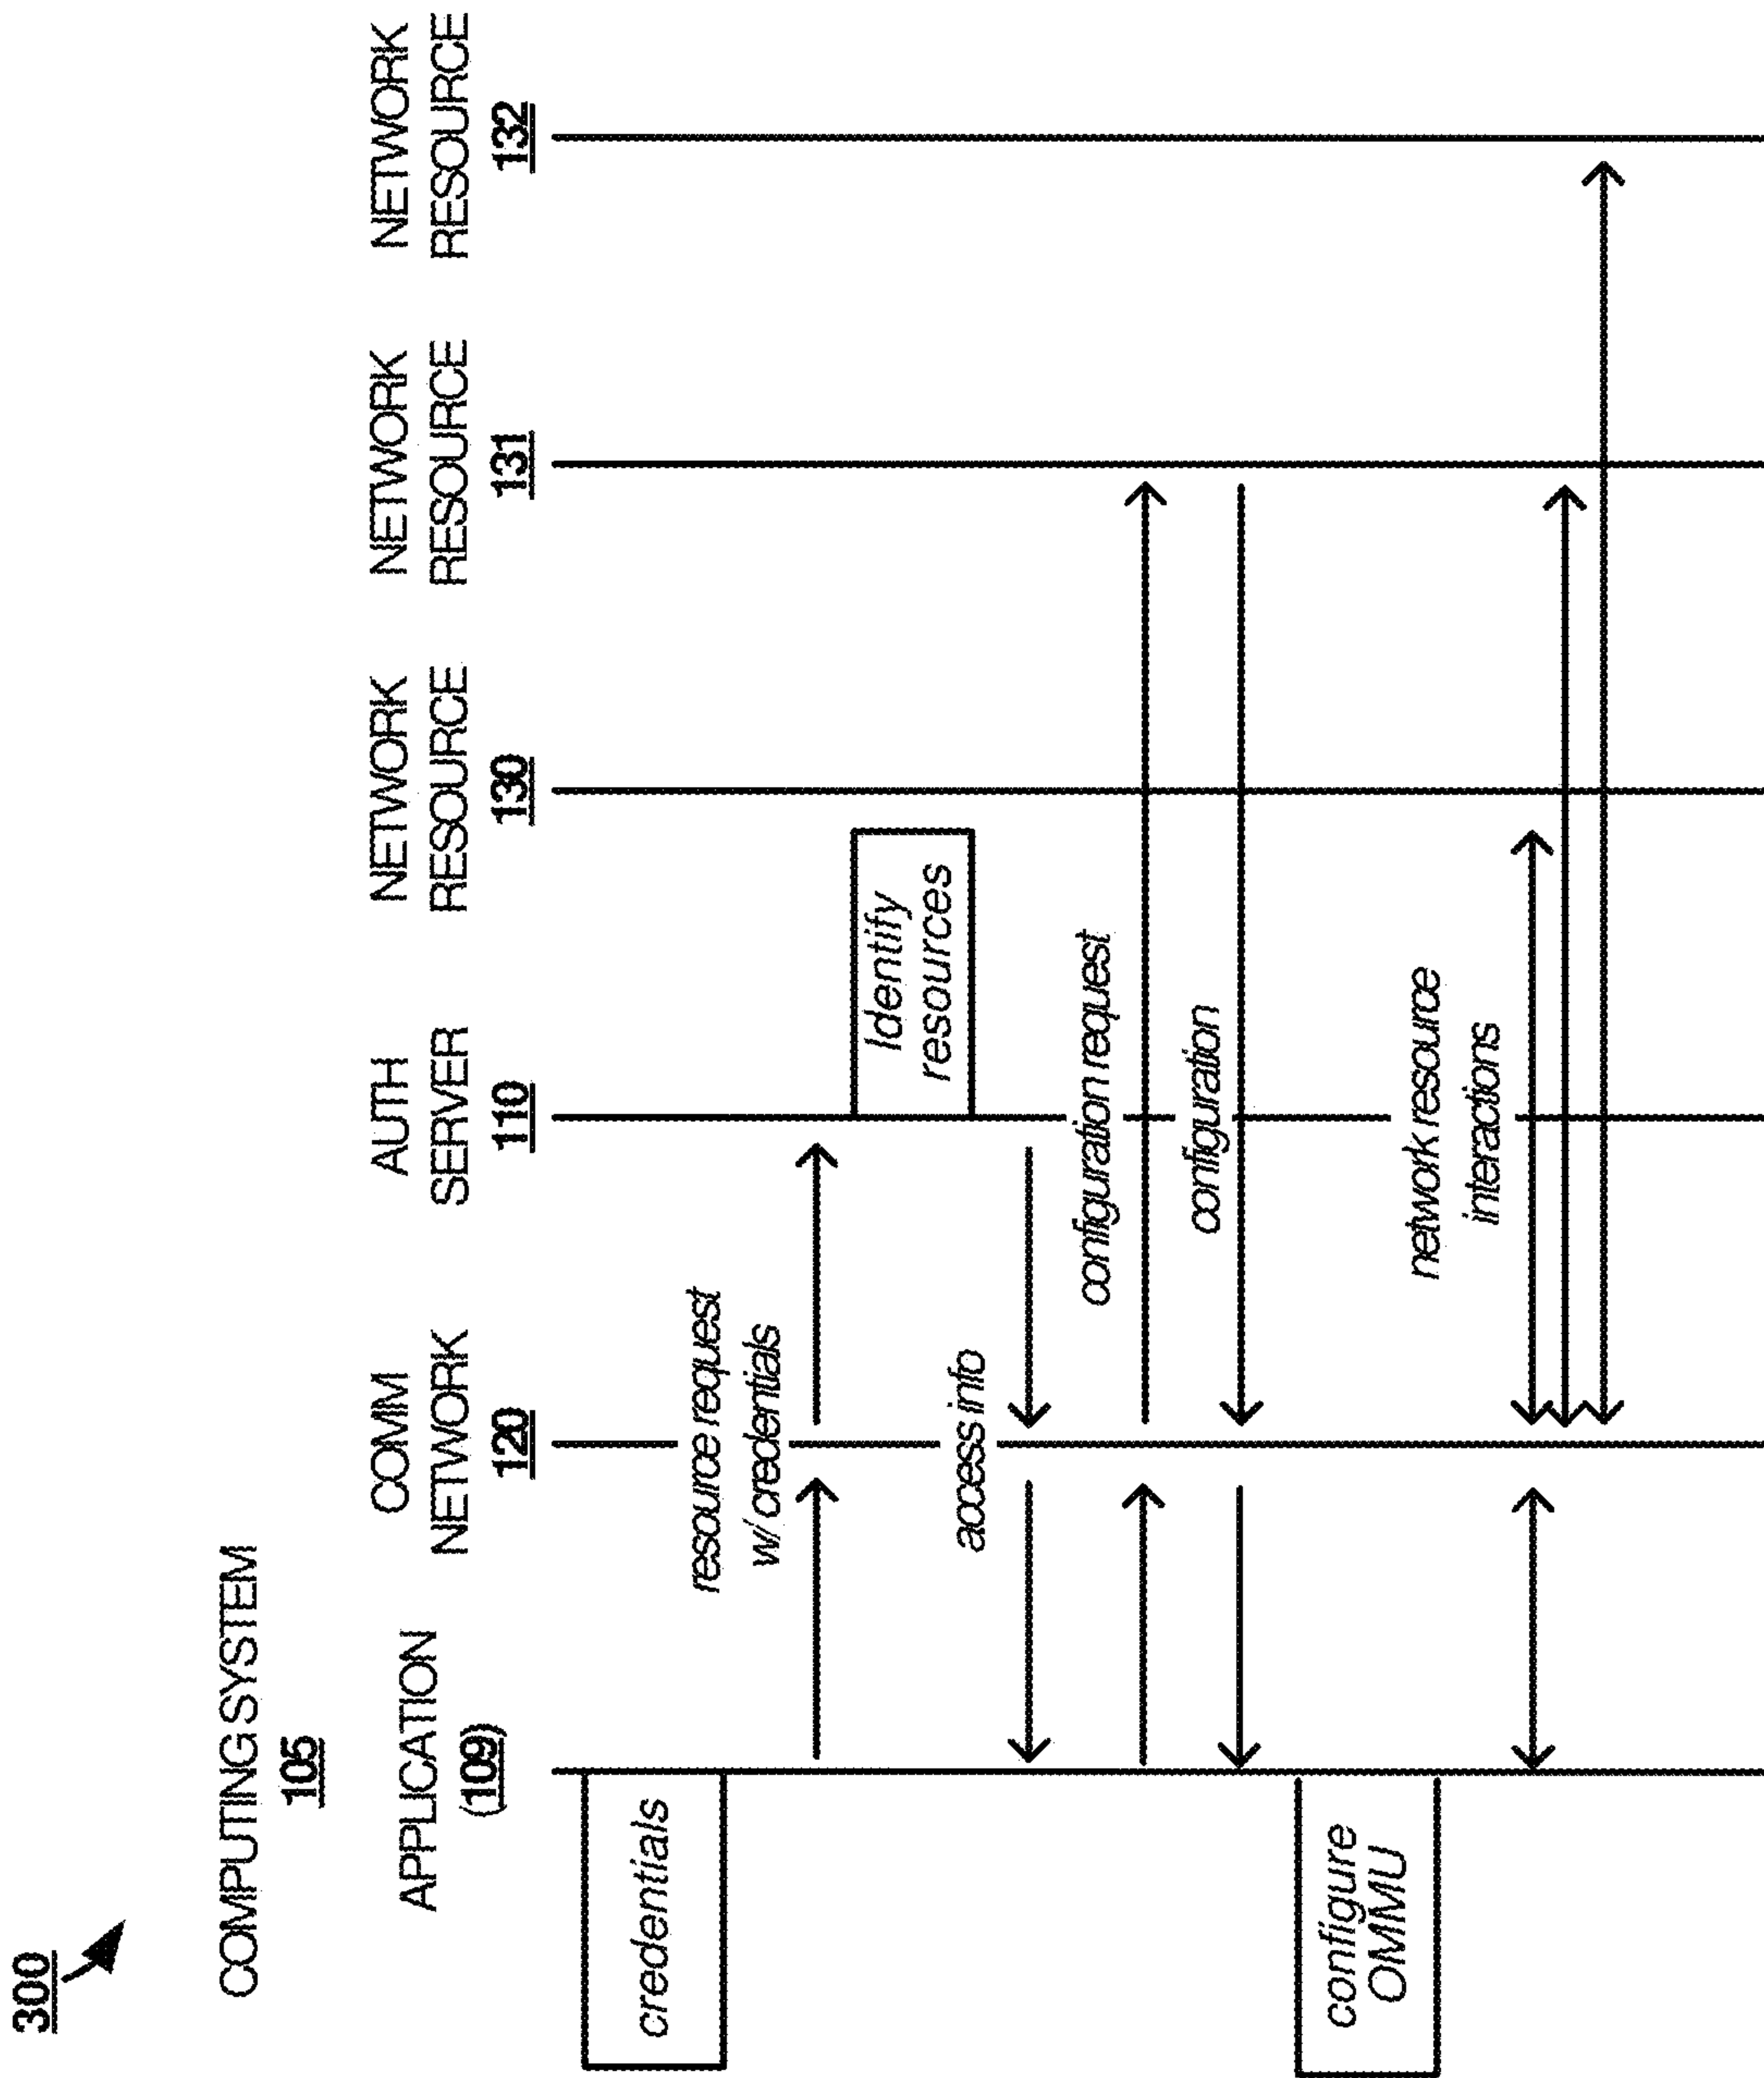 300
COMPUTING SYSTEM
105
APPLICATION
(109)
COMM
NETWORK
120
AUTH
SERVER
110
NETWORK
RESOURCE
130
NETWORK
RESOURCE
131
NETWORK
RESOURCE
132
credentials
resource request
w/ credentials
Identify
resources
access info
configuration request
configuration
configure
OMMU
network resource
interactions